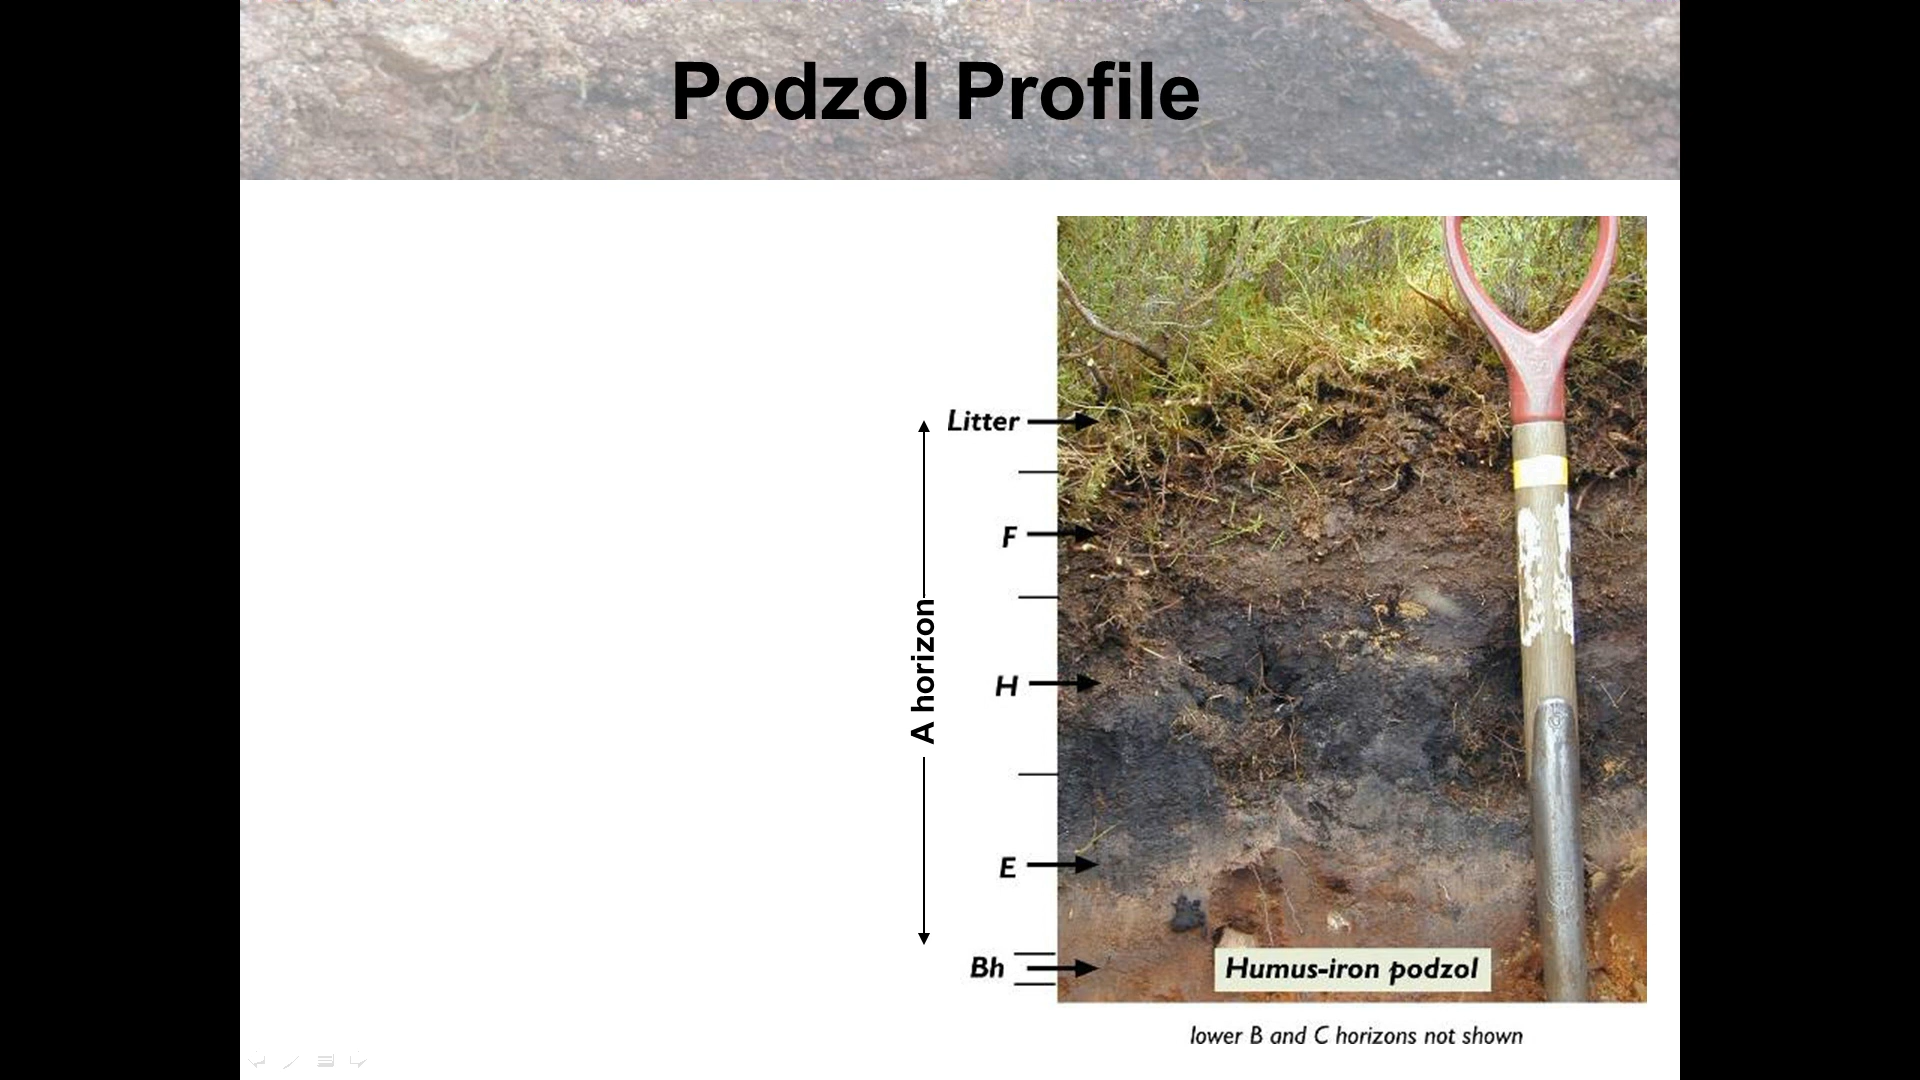 Podzol Profile
Litter
F
A horizon
H
E
Bh
Humus-iron podzol
lower B and C horizons not shown